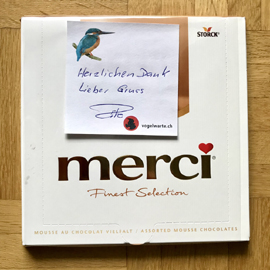 STORCK®
Herzlichen Dank
Lieber Gruss
vogelwarte.ch
merci
Finest Selection
MOUSSE AU CHOCOLAT VIELFALT · ASSORTED MOUSSE CHOCOLATES